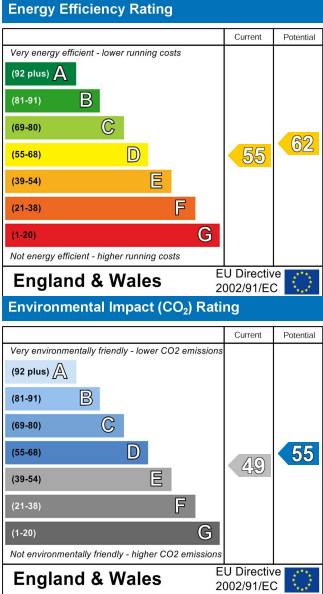 Energy Efficiency Rating
Current Potential
Very energy efficient - lower running costs
(92 plus) A
(81-91) B
(69-80) C
(55-68) D
55 62
(39-54) E
(21-38) F
(1-20) G
Not energy efficient - higher running costs
England & Wales
EU Directive
2002/91/EC
Environmental Impact (CO₂) Rating
Current Potential
Very environmentally friendly - lower CO2 emissions
(92 plus) A
(81-91) B
(69-80) C
(55-68) D
55
(39-54) E
49
(21-38) F
(1-20) G
Not environmentally friendly - higher CO2 emissions
England & Wales
EU Directive
2002/91/EC